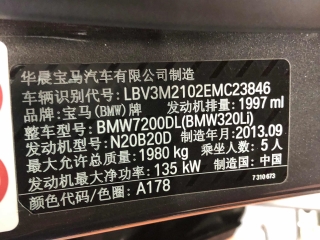 华晨宝马汽车有限公司制造
车辆识别代号: LBV3M2102EMC23846
品 牌: 宝马(BMW)牌 发动机排量: 1997 ml
整车型号: BMW7200DL(BMW320Li)
发动机型号: N20B20D 制造年月: 2013.09
最大允许总质量: 1980 kg 乘坐人数: 5 人
发动机最大净功率: 135 kW 制造国: 中国
颜色代码/色图: A178 7 310 673